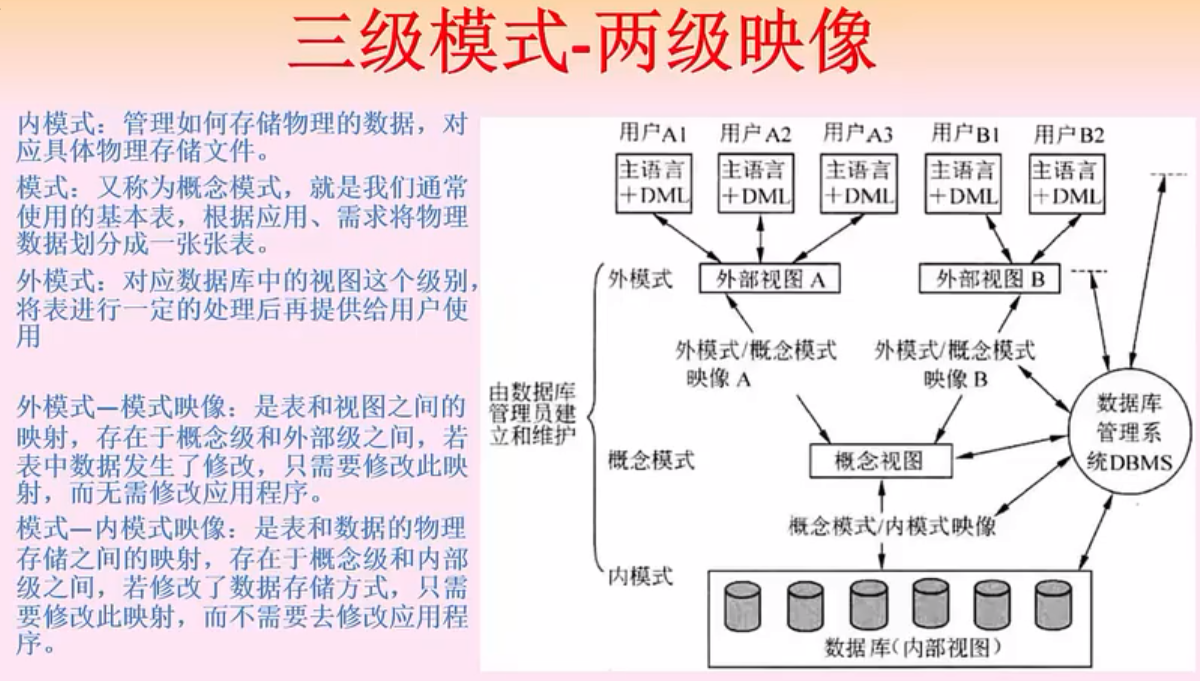 三级模式-两级映像
内模式：管理如何存储物理的数据，对
应具体物理存储文件。
模式：又称为概念模式，就是我们通常
使用的基本表，根据应用、需求将物理
数据划分成一张张表。
外模式：对应数据库中的视图这个级别，
将表进行一定的处理后再提供给用户使
用
外模式—模式映像：是表和视图之间的
映射，存在于概念级和外部级之间，若
表中数据发生了修改，只需要修改此映
射，而无需修改应用程序。
模式—内模式映像：是表和数据的物理
存储之间的映射，存在于概念级和内部
级之间，若修改了数据存储方式，只需
要修改此映射，而不需要去修改应用程
序。
用户A1 用户A2 用户A3 用户B1 用户B2
主语言 主语言 主语言 主语言 主语言
+DML +DML +DML +DML +DML
外模式 外部视图 A 外部视图 B
外模式/概念模式 外模式/概念模式
映像 A 映像 B
由数据库
管理员建
立和维护
数据库
管理系
统DBMS
概念模式 概念视图
概念模式/内模式映像
内模式
数据库(内部视图)